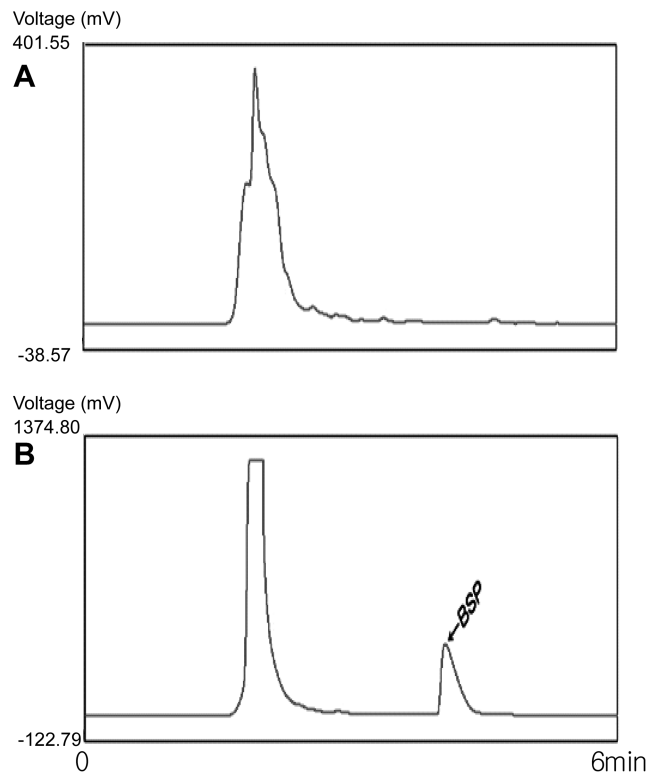 Voltage (mV)
401.55
A
-38.57
Voltage (mV)
1374.80
B
BSP
-122.79
0 6min